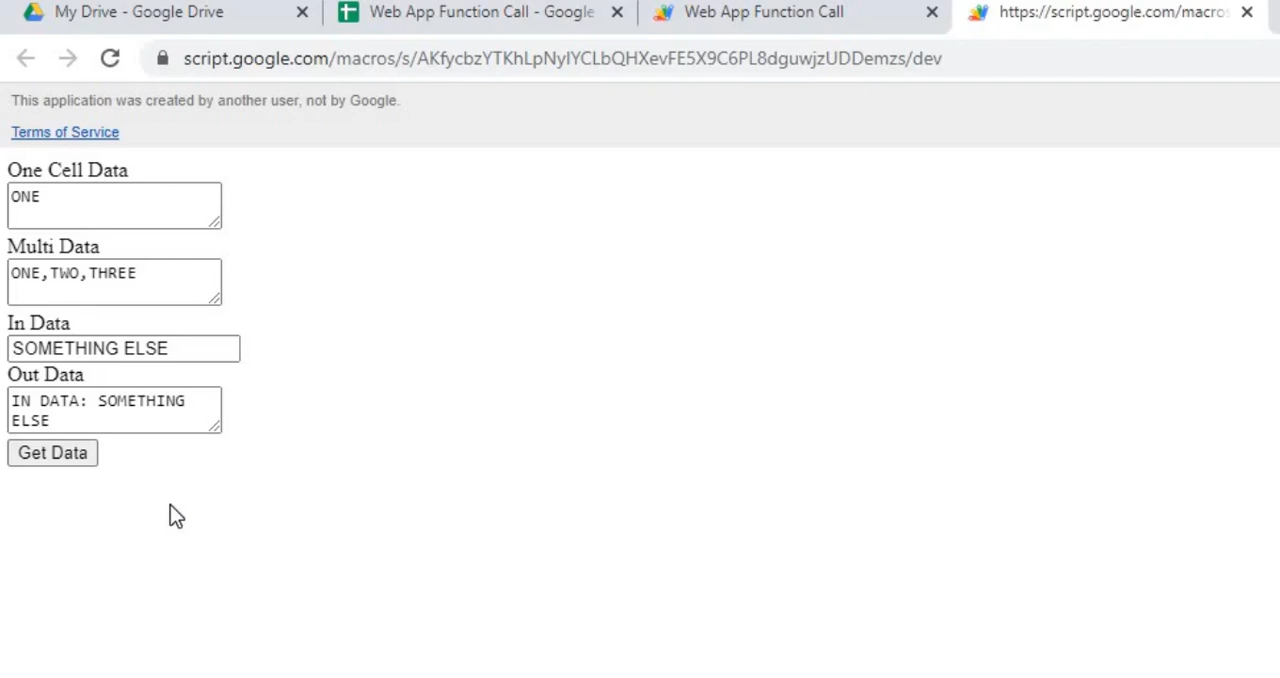 My Drive - Google Drive
Web App Function Call - Google
Web App Function Call
https://script.google.com/macro
script.google.com/macros/s/AKfycbzYTKhLpNyIYCLbQHXevFE5X9C6PL8dguwjzUDDemzs/dev
This application was created by another user, not by Google.
Terms of Service
One Cell Data
ONE
Multi Data
ONE,TWO,THREE
In Data
SOMETHING ELSE
Out Data
IN DATA: SOMETHING
ELSE
Get Data